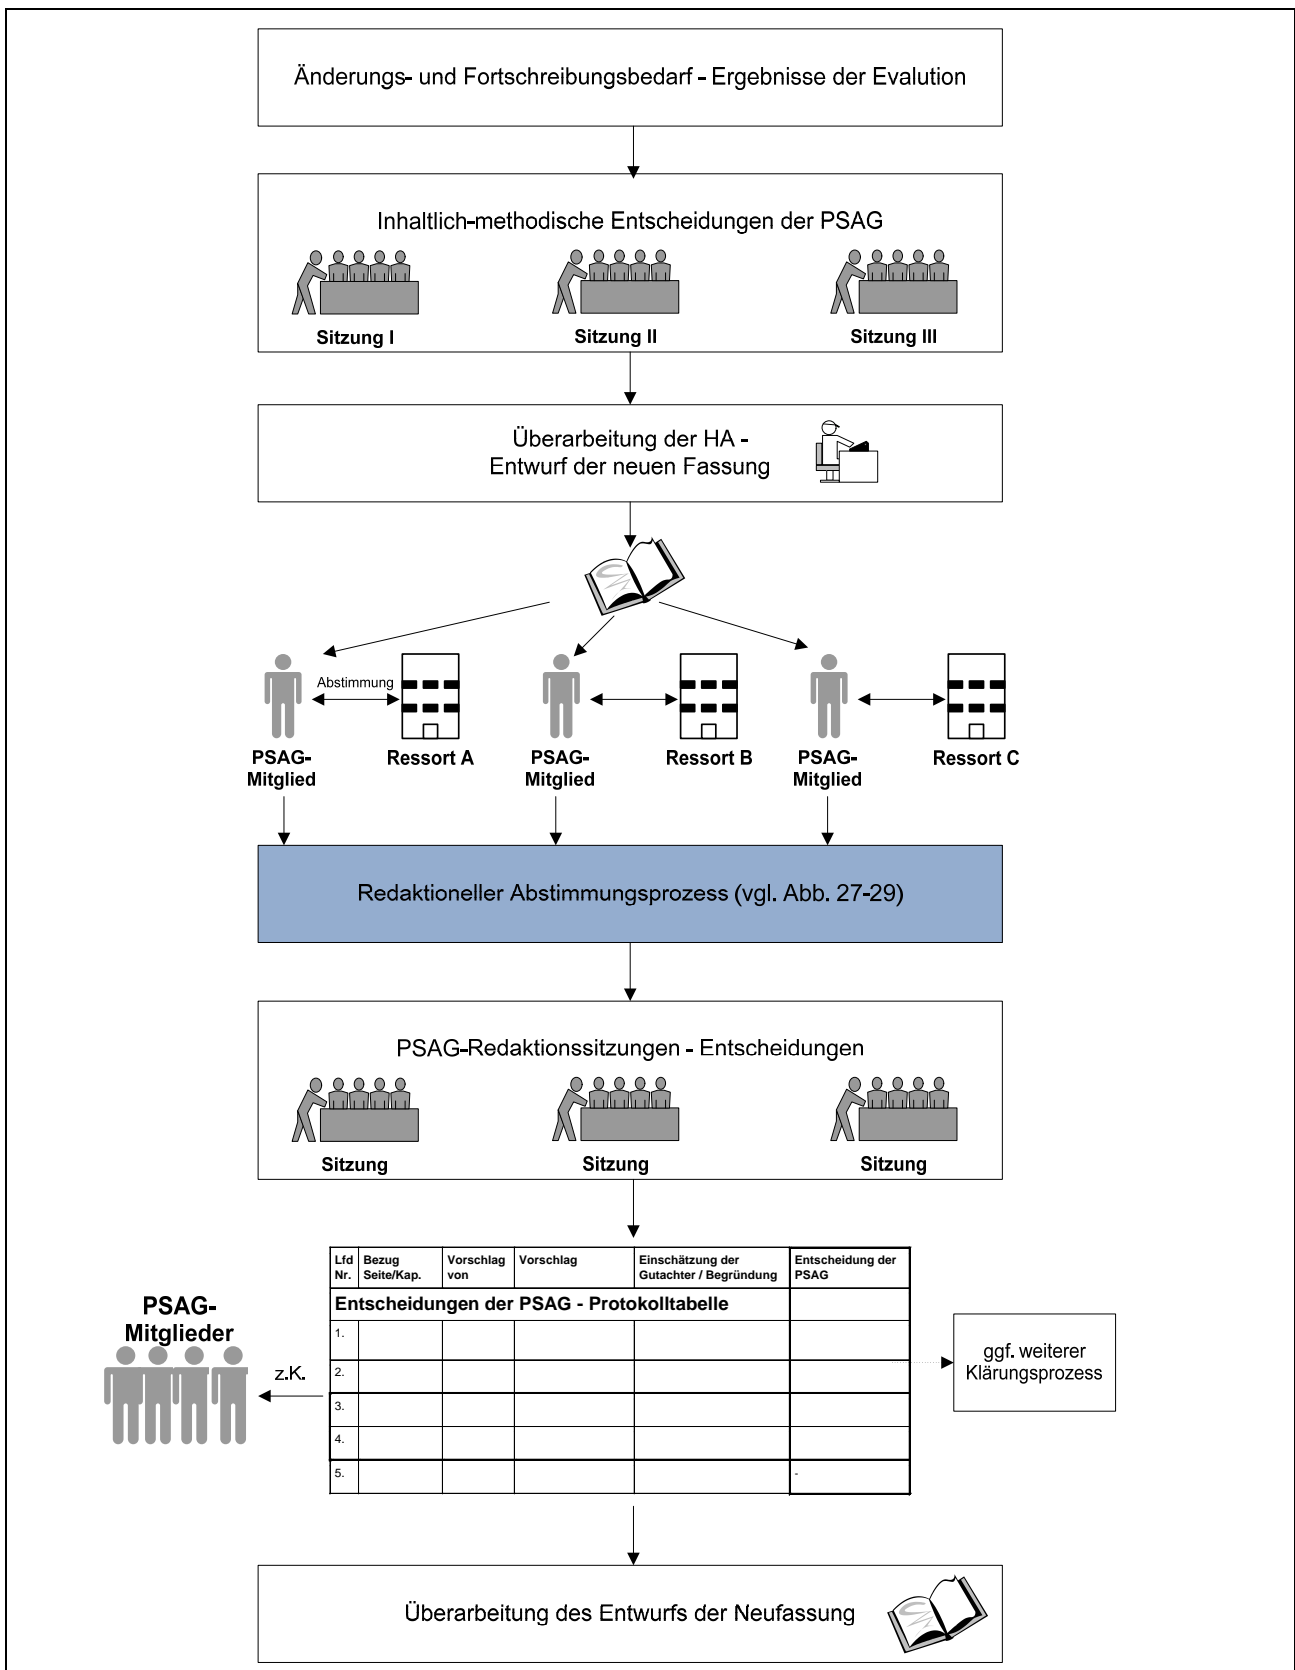 Änderungs- und Fortschreibungsbedarf - Ergebnisse der Evalution
Inhaltlich-methodische Entscheidungen der PSAG
Sitzung I
Sitzung II
Sitzung III
Überarbeitung der HA -
Entwurf der neuen Fassung
Abstimmung
PSAG-
Mitglied
Ressort A
PSAG-
Mitglied
Ressort B
PSAG-
Mitglied
Ressort C
Redaktioneller Abstimmungsprozess (vgl. Abb. 27-29)
PSAG-Redaktionssitzungen - Entscheidungen
Sitzung
Sitzung
Sitzung
Lfd
Nr.
Bezug
Seite/Kap.
Vorschlag
von
Vorschlag
Einschätzung der
Gutachter / Begründung
Entscheidung der
PSAG
Entscheidungen der PSAG - Protokolltabelle
1.
2.
3.
4.
5.
-
PSAG-
Mitglieder
z.K.
ggf. weiterer
Klärungsprozess
Überarbeitung des Entwurfs der Neufassung